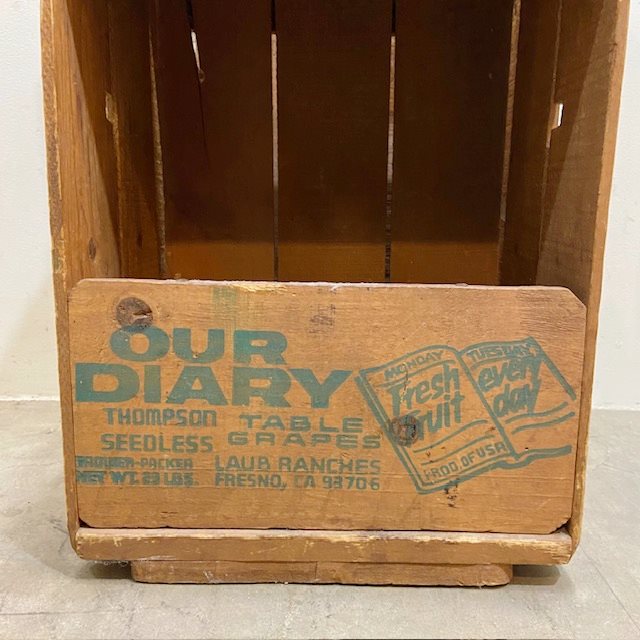 OUR
DIARY
THOMPSON
SEEDLESS
TABLE
GRAPES
GROWER-PACKER
NET WT. 23 LBS.
LAUB RANCHES
FRESNO, CA 93706
MONDAY
Fresh
fruit
TUESDAY
every
day
PROD. OF USA